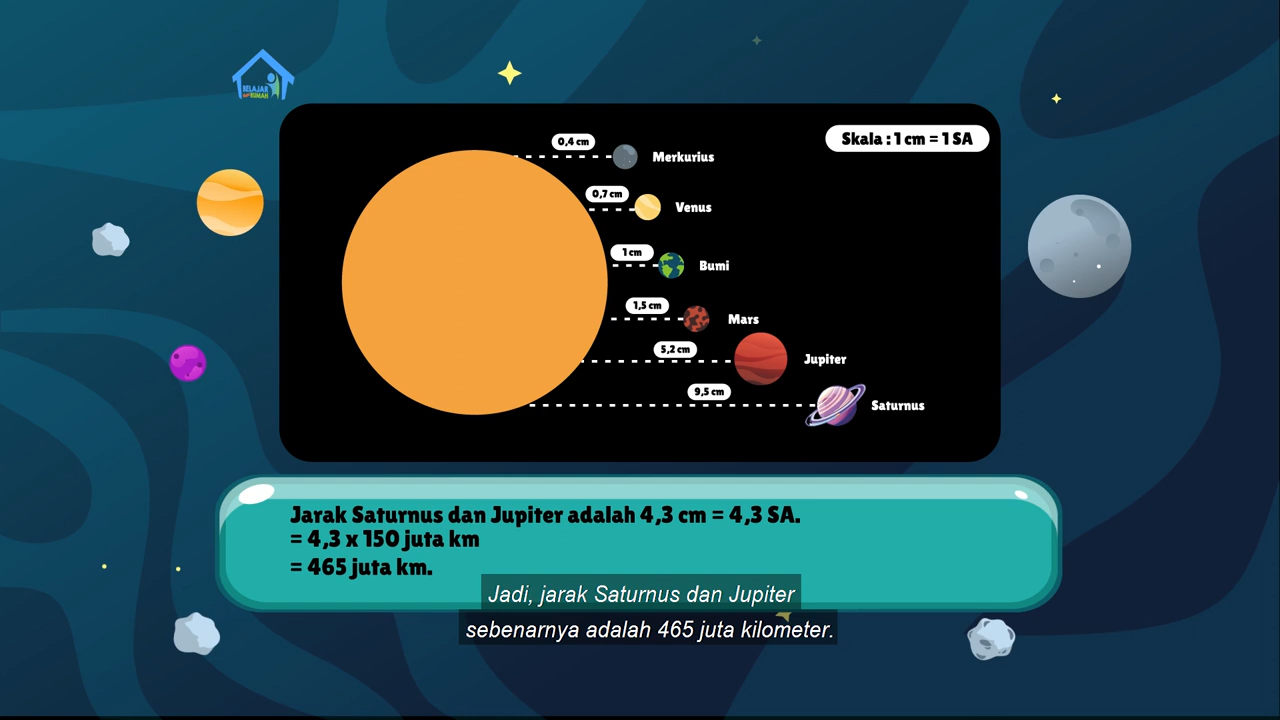 BELAJAR
RUMAH
Skala : 1 cm = 1 SA
0,4 cm
Merkurius
0,7 cm
Venus
1 cm
Bumi
1,5 cm
Mars
5,2 cm
Jupiter
9,5 cm
Saturnus
Jarak Saturnus dan Jupiter adalah 4,3 cm = 4,3 SA.
= 4,3 x 150 juta km
= 465 juta km.
Jadi, jarak Saturnus dan Jupiter
sebenarnya adalah 465 juta kilometer.